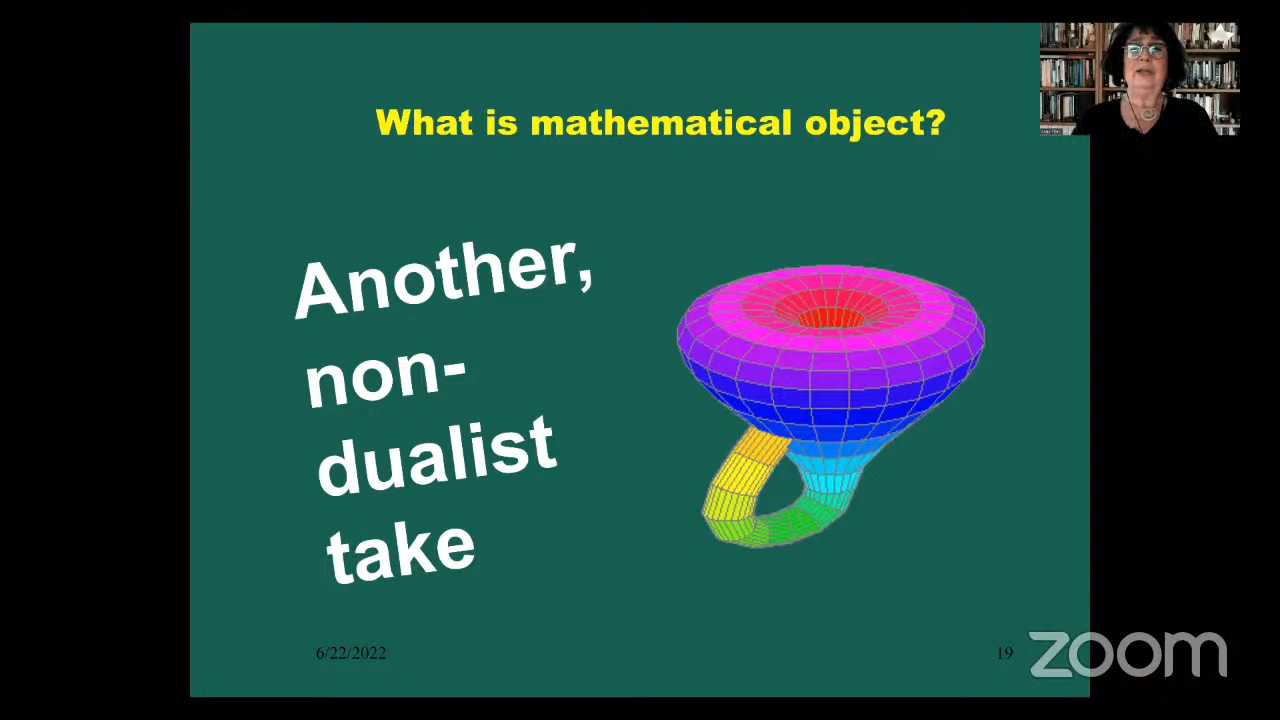 What is mathematical object?
Another,
non-
dualist
take
6/22/2022
19
zoom